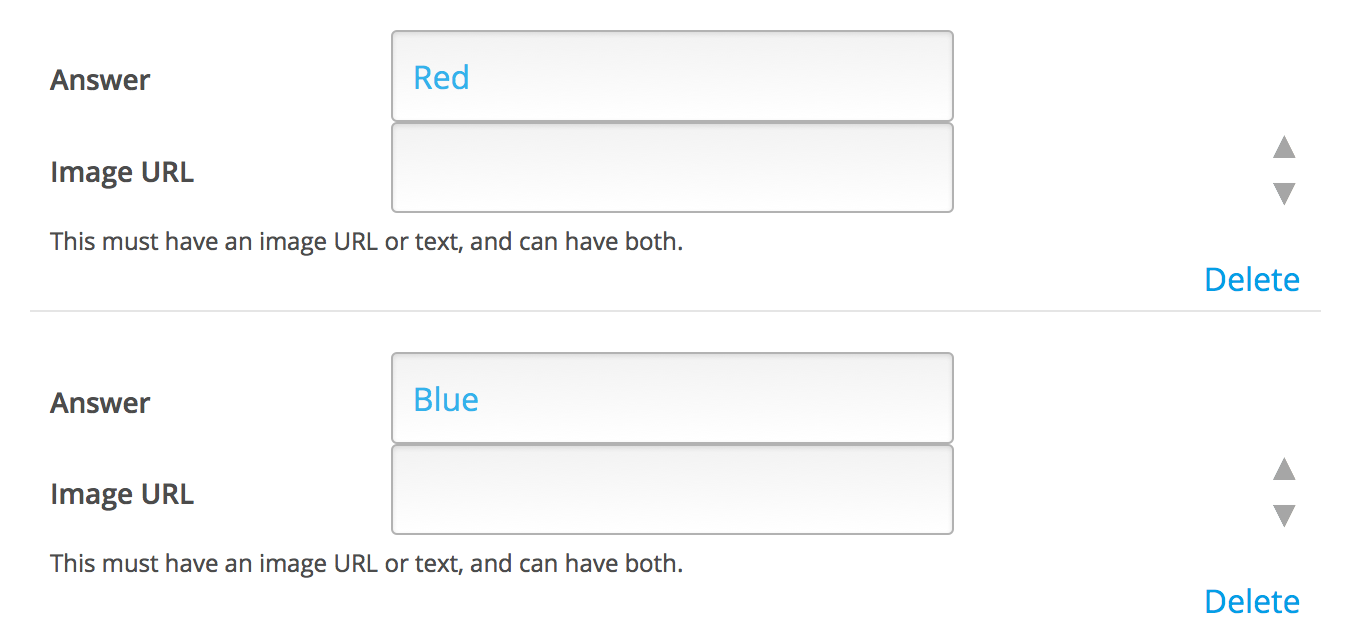 Answer
Red
Image URL
This must have an image URL or text, and can have both.
Delete
Answer
Blue
Image URL
This must have an image URL or text, and can have both.
Delete